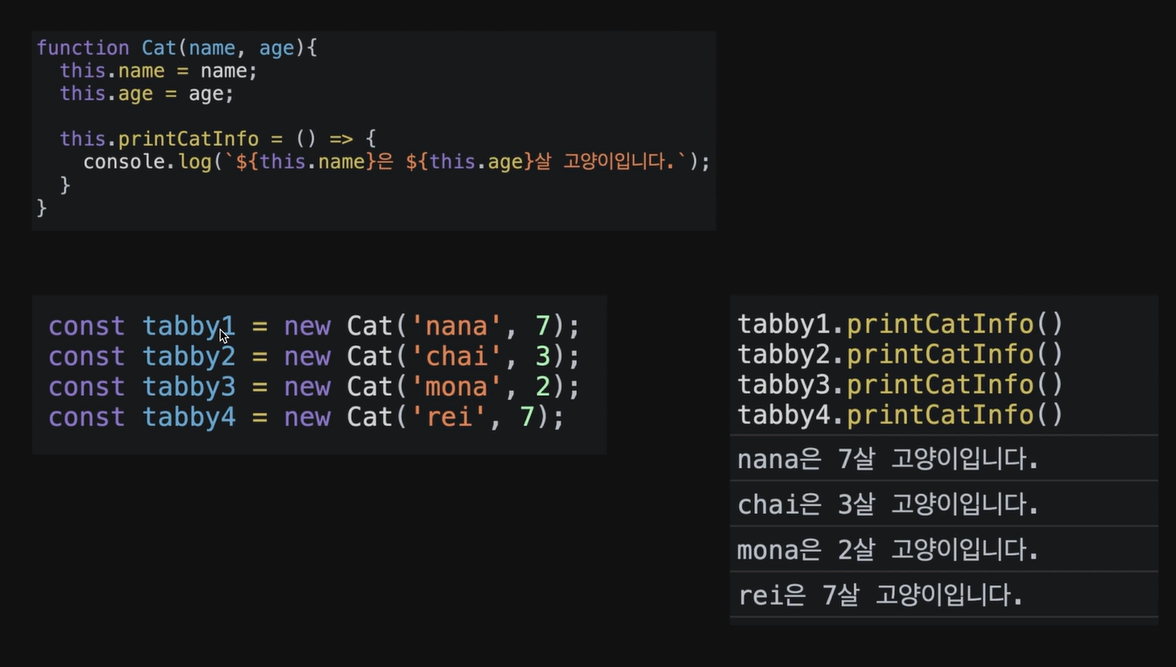 function Cat(name, age){
  this.name = name;
  this.age = age;

  this.printCatInfo = () => {
    console.log(`${this.name}은 ${this.age}살 고양이입니다.`);
  }
}
const tabby1 = new Cat('nana', 7);
const tabby2 = new Cat('chai', 3);
const tabby3 = new Cat('mona', 2);
const tabby4 = new Cat('rei', 7);
tabby1.printCatInfo()
tabby2.printCatInfo()
tabby3.printCatInfo()
tabby4.printCatInfo()
nana은 7살 고양이입니다.
chai은 3살 고양이입니다.
mona은 2살 고양이입니다.
rei은 7살 고양이입니다.